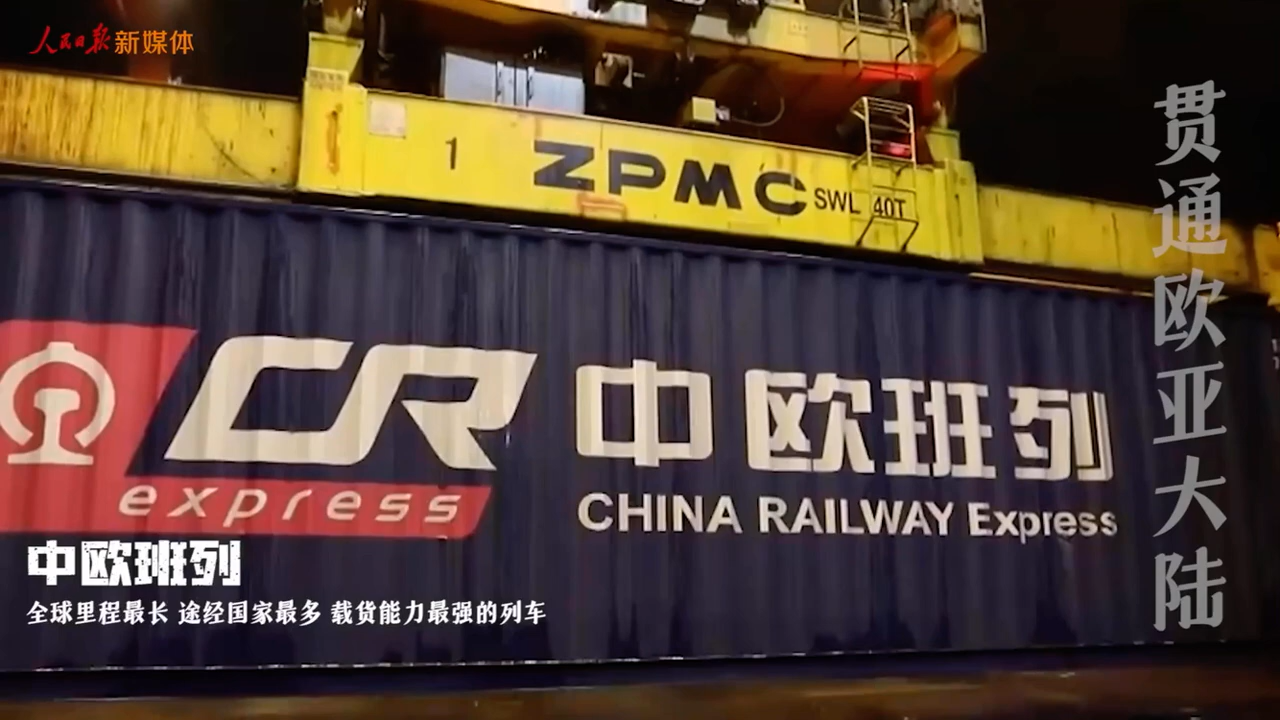 人民日报 新媒体
1
ZPMC SWL 40T
贯通欧亚大陆
CR
express
中欧班列
CHINA RAILWAY Express
中欧班列
全球里程最长 途经国家最多 载货能力最强的列车